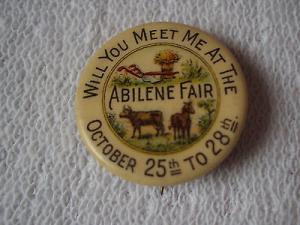 WILL YOU MEET ME AT THE
ABILENE FAIR
OCTOBER 25th TO 28th.